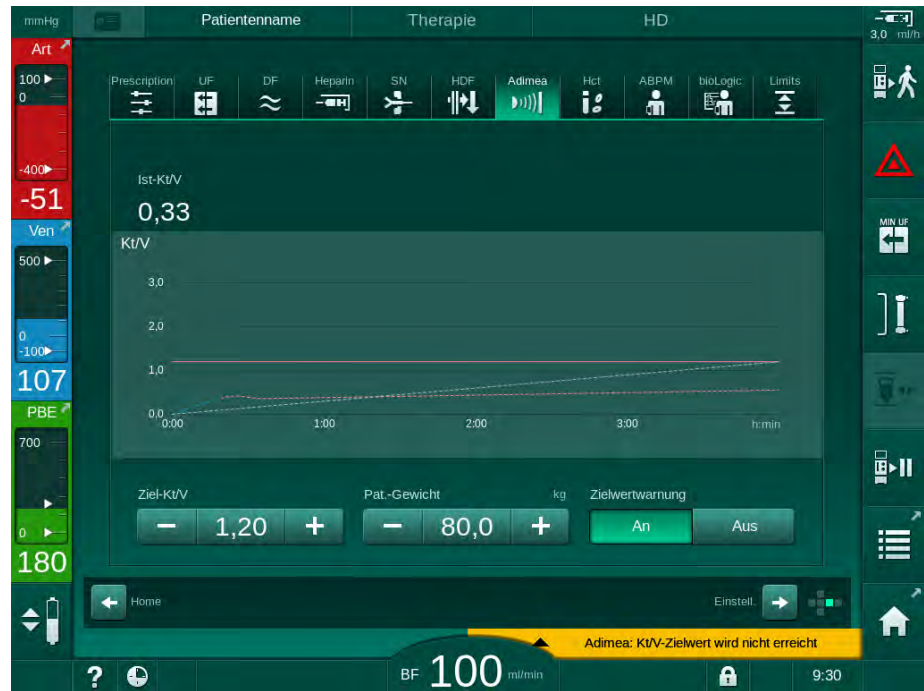 mmHg Patientenname Therapie HD
3,0 ml/h
Art
100
0
-400
-51
Ven
500
0
-100
107
PBE
700
0
180
Prescription UF DF Heparin SN HDF Adimea Hct ABPM bioLogic Limits
Ist-Kt/V
0,33
Kt/V
3,0
2,0
1,0
0,0
0:00 1:00 2:00 3:00 h:min
Ziel-Kt/V Pat.-Gewicht kg Zielwertwarnung
− 1,20 + − 80,0 + An Aus
Home Einstell.
MIN UF
Adimea: Kt/V-Zielwert wird nicht erreicht
? BF 100 ml/min 9:30